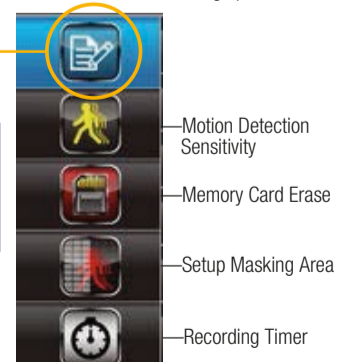 Motion Detection
Sensitivity
Memory Card Erase
Setup Masking Area
Recording Timer